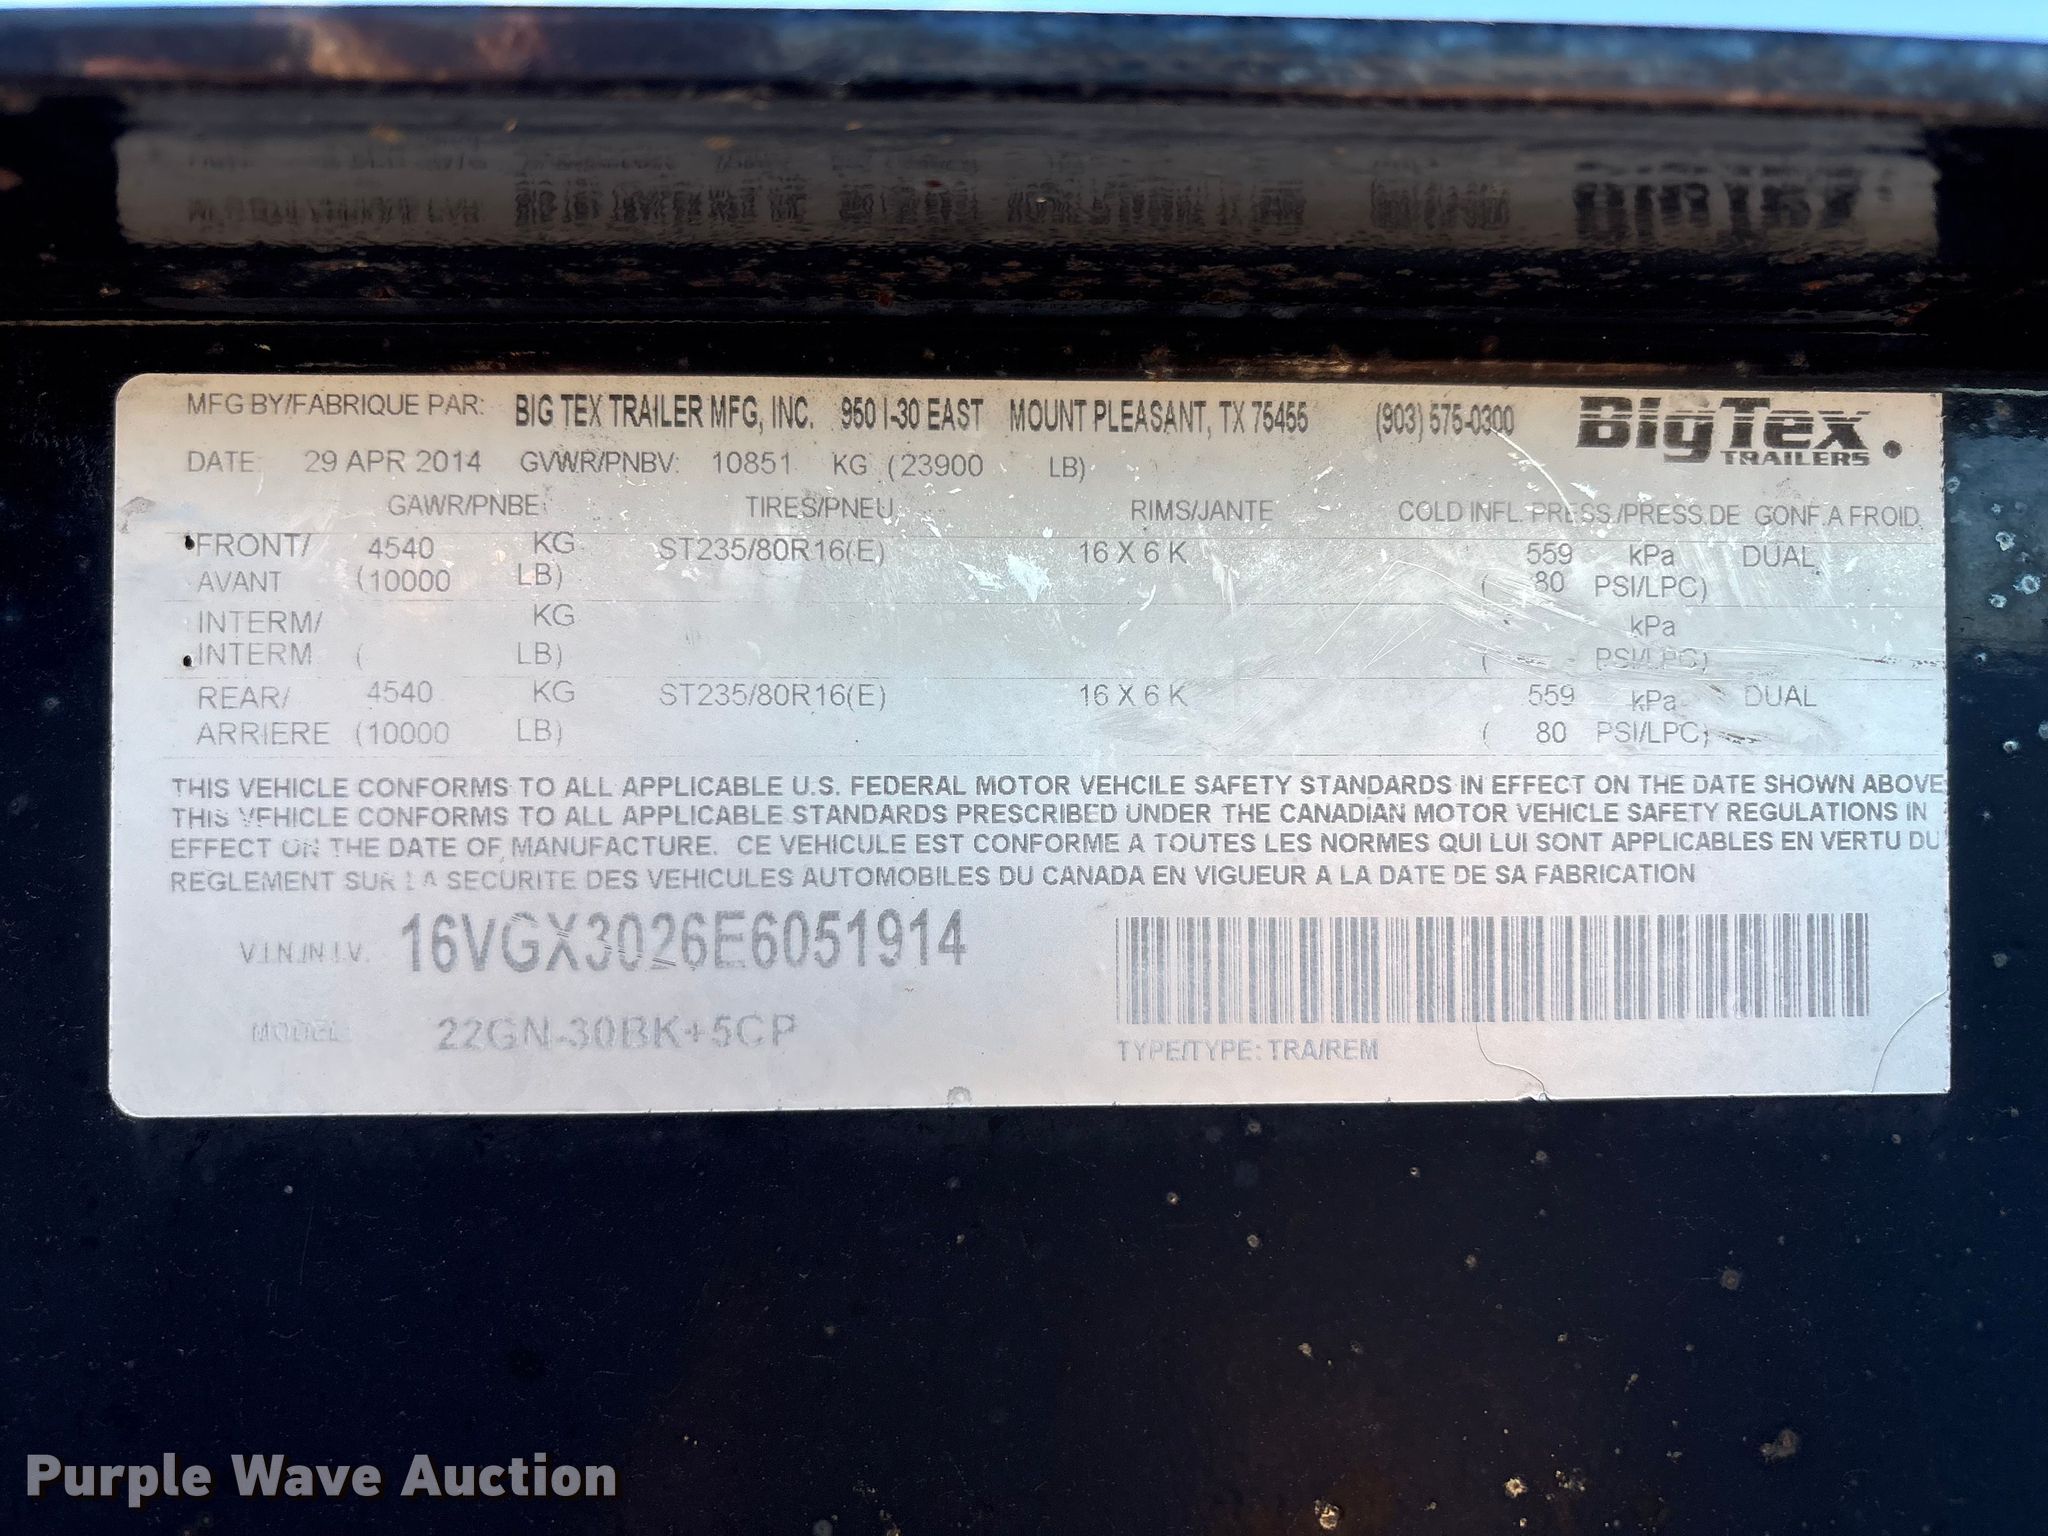 MFG BY/FABRIQUE PAR: BIG TEX TRAILER MFG, INC. 950 I-30 EAST MOUNT PLEASANT, TX 75455 (903) 575-0300 BigTex TRAILERS
DATE: 29 APR 2014 GVWR/PNBV: 10851 KG (23900 LB)
GAWR/PNBE TIRES/PNEU RIMS/JANTE COLD INFL. PRESS./PRESS.DE GONF.A FROID
FRONT/ 4540 KG ST235/80R16(E) 16 X 6 K 559 kPa DUAL
AVANT (10000 LB) ( 80 PSI/LPC)
INTERM/ KG kPa
INTERM ( LB) ( PSI/LPC)
REAR/ 4540 KG ST235/80R16(E) 16 X 6 K 559 kPa DUAL
ARRIERE (10000 LB) ( 80 PSI/LPC)
THIS VEHICLE CONFORMS TO ALL APPLICABLE U.S. FEDERAL MOTOR VEHCILE SAFETY STANDARDS IN EFFECT ON THE DATE SHOWN ABOVE
THIS VEHICLE CONFORMS TO ALL APPLICABLE STANDARDS PRESCRIBED UNDER THE CANADIAN MOTOR VEHICLE SAFETY REGULATIONS IN
EFFECT ON THE DATE OF MANUFACTURE. CE VEHICULE EST CONFORME A TOUTES LES NORMES QUI LUI SONT APPLICABLES EN VERTU DU
REGLEMENT SUR LA SECURITE DES VEHICULES AUTOMOBILES DU CANADA EN VIGUEUR A LA DATE DE SA FABRICATION
V.I.N./N.I.V. 16VGX3026E6051914
MODEL 22GN-30BK+5CP
TYPE/TYPE: TRA/REM
Purple Wave Auction